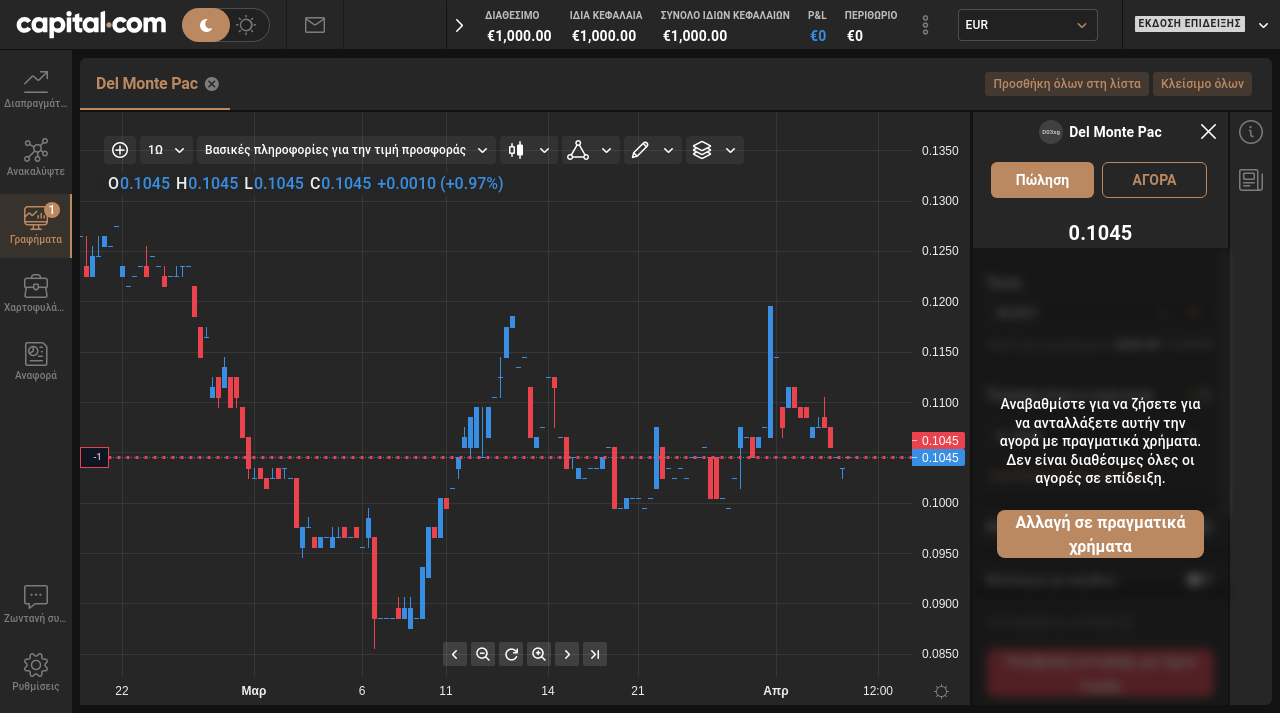 capital.com
ΔΙΑΘΕΣΙΜΟ
€1,000.00
ΙΔΙΑ ΚΕΦΑΛΑΙΑ
€1,000.00
ΣΥΝΟΛΟ ΙΔΙΩΝ ΚΕΦΑΛΑΙΩΝ
€1,000.00
P&L
€0
ΠΕΡΙΘΩΡΙΟ
€0
EUR
ΕΚΔΟΣΗ ΕΠΙΔΕΙΞΗΣ
Διαπραγμάτ...
Ανακαλύψτε
1
Γραφήματα
Χαρτοφυλά...
Αναφορά
Ζωντανή συ...
Ρυθμίσεις
Del Monte Pac
Προσθήκη όλων στη λίστα
Κλείσιμο όλων
1Ω
Βασικές πληροφορίες για την τιμή προσφοράς
O0.1045 H0.1045 L0.1045 C0.1045 +0.0010 (+0.97%)
0.1350
0.1300
0.1250
0.1200
0.1150
0.1100
0.1045
0.1045
0.1000
0.0950
0.0900
0.0850
-1
22
Μαρ
6
11
14
21
Απρ
12:00
D03sg
Del Monte Pac
Πώληση
ΑΓΟΡΑ
0.1045
Αναβαθμίστε για να ζήσετε για
να ανταλλάξετε αυτήν την
αγορά με πραγματικά χρήματα.
Δεν είναι διαθέσιμες όλες οι
αγορές σε επίδειξη.
Αλλαγή σε πραγματικά
χρήματα